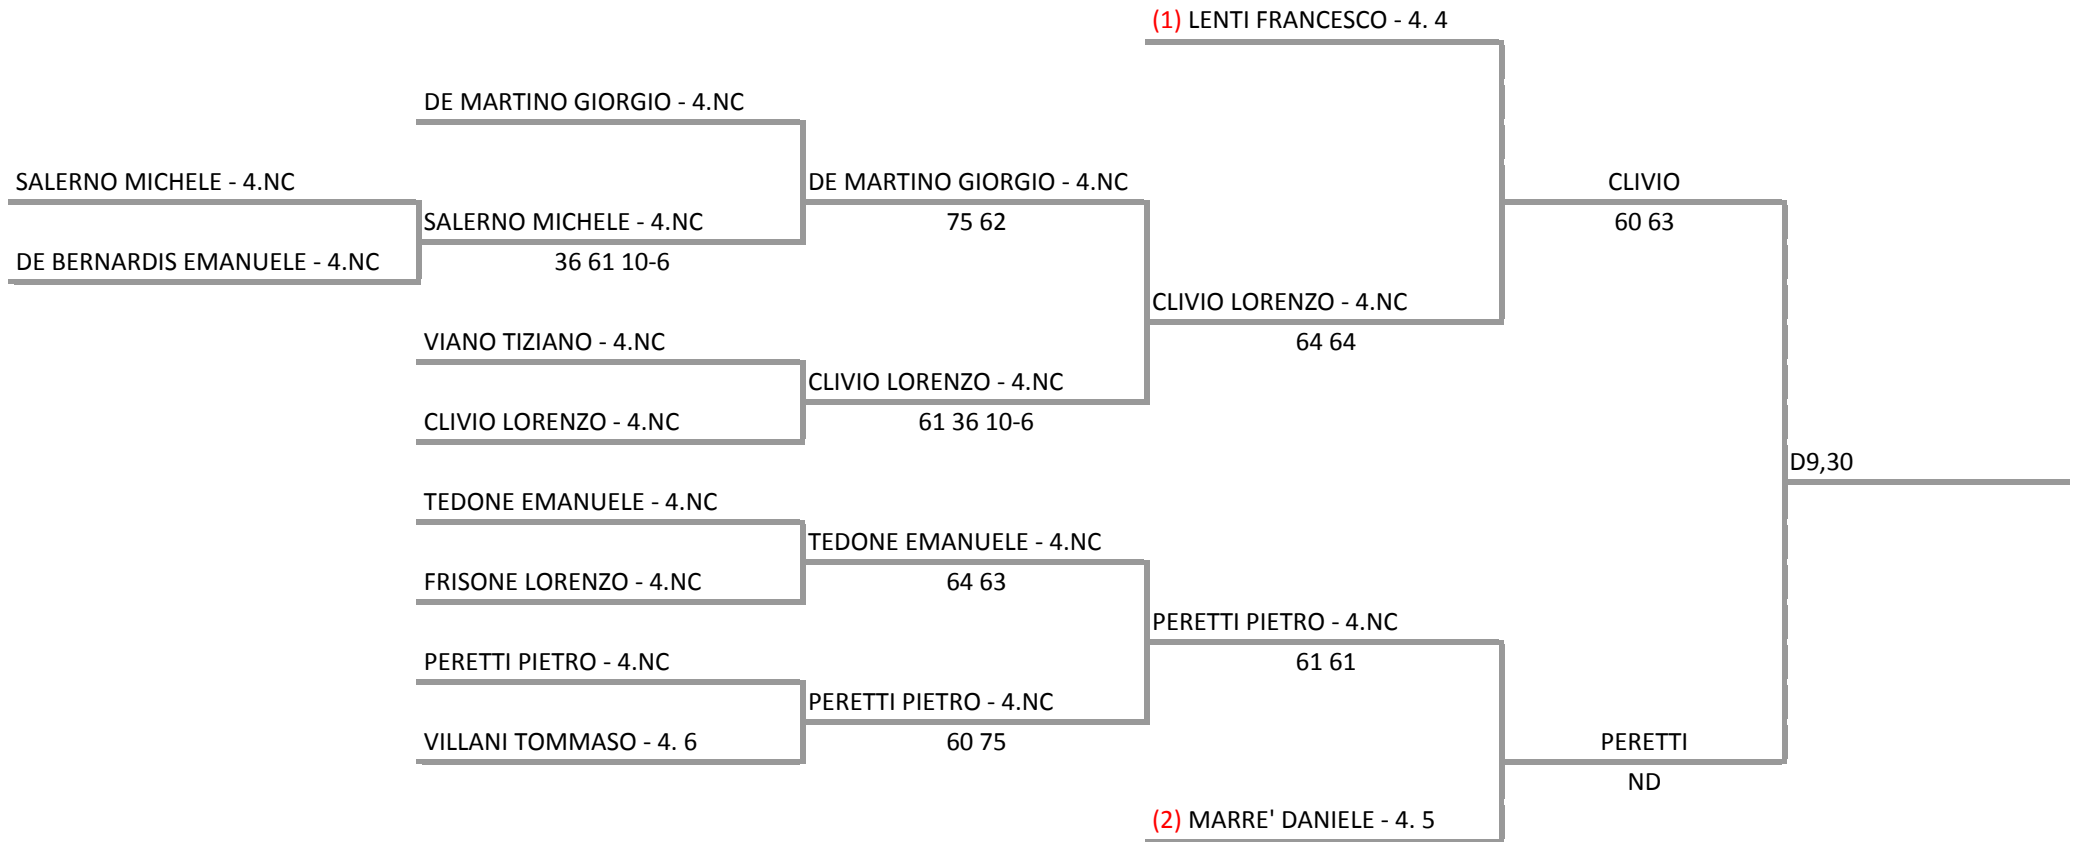 (1) LENTI FRANCESCO - 4. 4
DE MARTINO GIORGIO - 4.NC
SALERNO MICHELE - 4.NC
DE MARTINO GIORGIO - 4.NC
CLIVIO
SALERNO MICHELE - 4.NC
75 62
60 63
DE BERNARDIS EMANUELE - 4.NC
36 61 10-6
CLIVIO LORENZO - 4.NC
VIANO TIZIANO - 4.NC
64 64
CLIVIO LORENZO - 4.NC
CLIVIO LORENZO - 4.NC
61 36 10-6
D9,30
TEDONE EMANUELE - 4.NC
TEDONE EMANUELE - 4.NC
FRISONE LORENZO - 4.NC
64 63
PERETTI PIETRO - 4.NC
PERETTI PIETRO - 4.NC
61 61
PERETTI PIETRO - 4.NC
VILLANI TOMMASO - 4. 6
60 75
PERETTI
ND
(2) MARRE' DANIELE - 4. 5